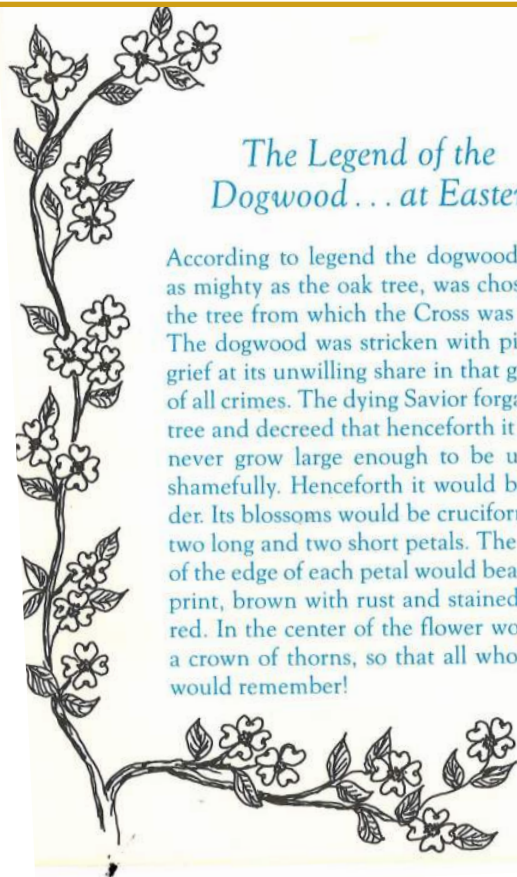 The Legend of the
Dogwood . . . at Easter
According to legend the dogwood
as mighty as the oak tree, was chos
the tree from which the Cross was
The dogwood was stricken with pi
grief at its unwilling share in that g
of all crimes. The dying Savior forga
tree and decreed that henceforth it
never grow large enough to be u
shamefully. Henceforth it would b
der. Its blossoms would be crucifor
two long and two short petals. The
of the edge of each petal would bea
print, brown with rust and stained
red. In the center of the flower wo
a crown of thorns, so that all who
would remember!